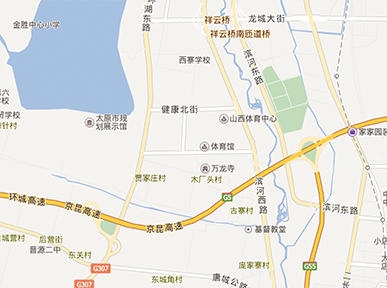 祥云桥
龙城大街
金胜中心小学
祥云桥南匝道桥
湖东路
滨河东路
西寨学校
健康北街
山西体育中心
太原市规
划展示馆
体育馆
家家园
万龙寺
贾家庄村
木厂头村
滨河西路
环城高速
京昆高速
G5
古寨村
滨河东路
京昆高速
基督教堂
后营街
晋源二中
东关村
庞家寨村
G307
G307
东城角村
唐城公路
G55